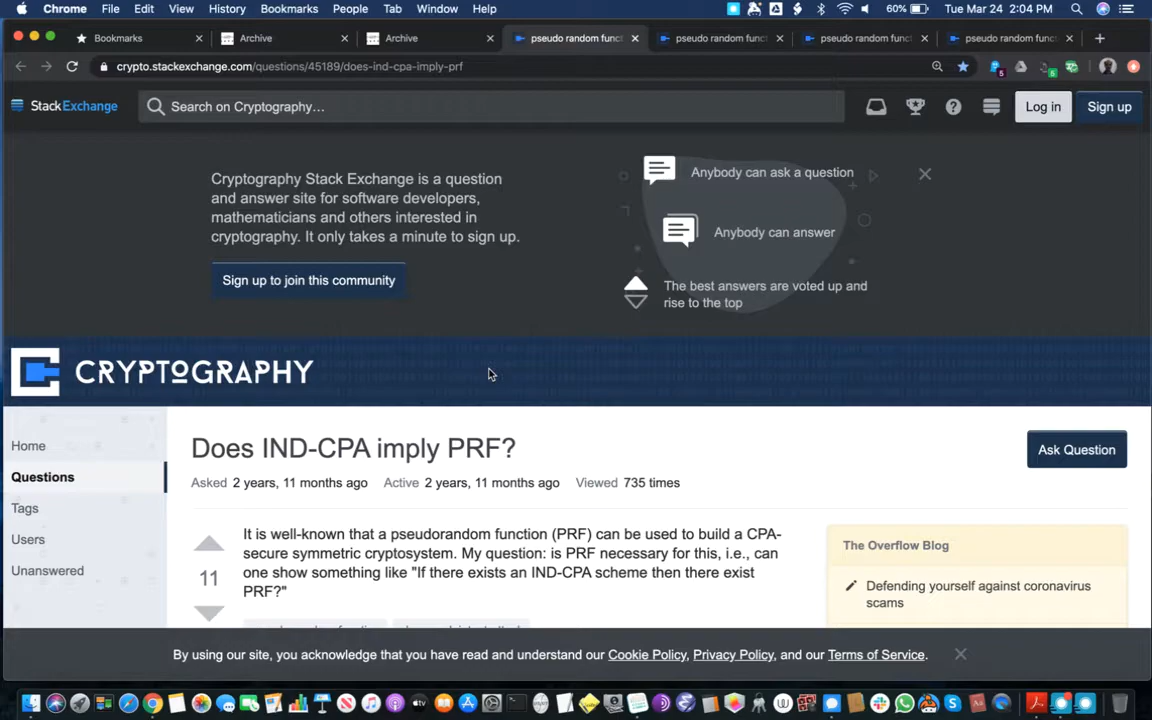 Chrome File Edit View History Bookmarks People Tab Window Help 60% Tue Mar 24 2:04 PM
Bookmarks Archive Archive pseudo random funct pseudo random funct pseudo random funct pseudo random funct
crypto.stackexchange.com/questions/45189/does-ind-cpa-imply-prf
StackExchange Search on Cryptography... Log in Sign up
Cryptography Stack Exchange is a question
and answer site for software developers,
mathematicians and others interested in
cryptography. It only takes a minute to sign up.
Sign up to join this community
Anybody can ask a question
Anybody can answer
The best answers are voted up and
rise to the top
CRYPTOGRAPHY
Home
Questions
Tags
Users
Unanswered
Does IND-CPA imply PRF?
Ask Question
Asked 2 years, 11 months ago Active 2 years, 11 months ago Viewed 735 times
11
It is well-known that a pseudorandom function (PRF) can be used to build a CPA-
secure symmetric cryptosystem. My question: is PRF necessary for this, i.e., can
one show something like "If there exists an IND-CPA scheme then there exist
PRF?"
The Overflow Blog
Defending yourself against coronavirus
scams
By using our site, you acknowledge that you have read and understand our Cookie Policy, Privacy Policy, and our Terms of Service.